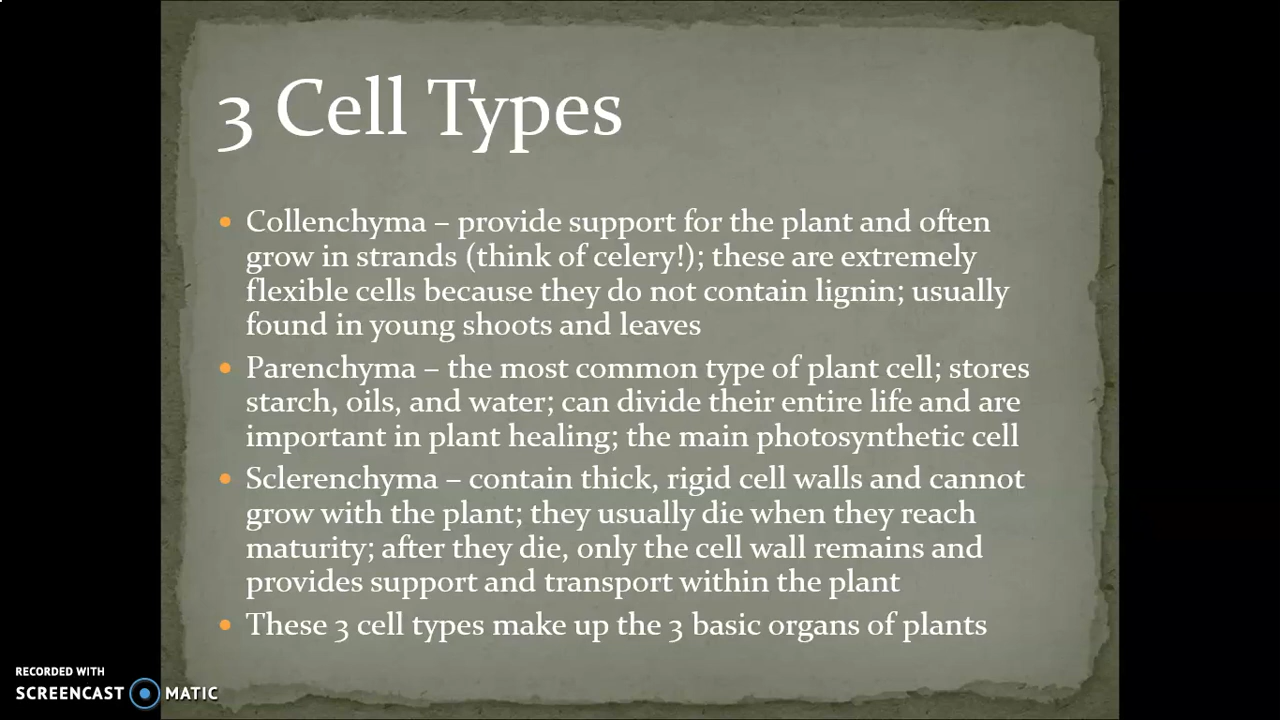 3 Cell Types
• Collenchyma – provide support for the plant and often
grow in strands (think of celery!); these are extremely
flexible cells because they do not contain lignin; usually
found in young shoots and leaves
• Parenchyma – the most common type of plant cell; stores
starch, oils, and water; can divide their entire life and are
important in plant healing; the main photosynthetic cell
• Sclerenchyma – contain thick, rigid cell walls and cannot
grow with the plant; they usually die when they reach
maturity; after they die, only the cell wall remains and
provides support and transport within the plant
• These 3 cell types make up the 3 basic organs of plants
RECORDED WITH
SCREENCAST MATIC